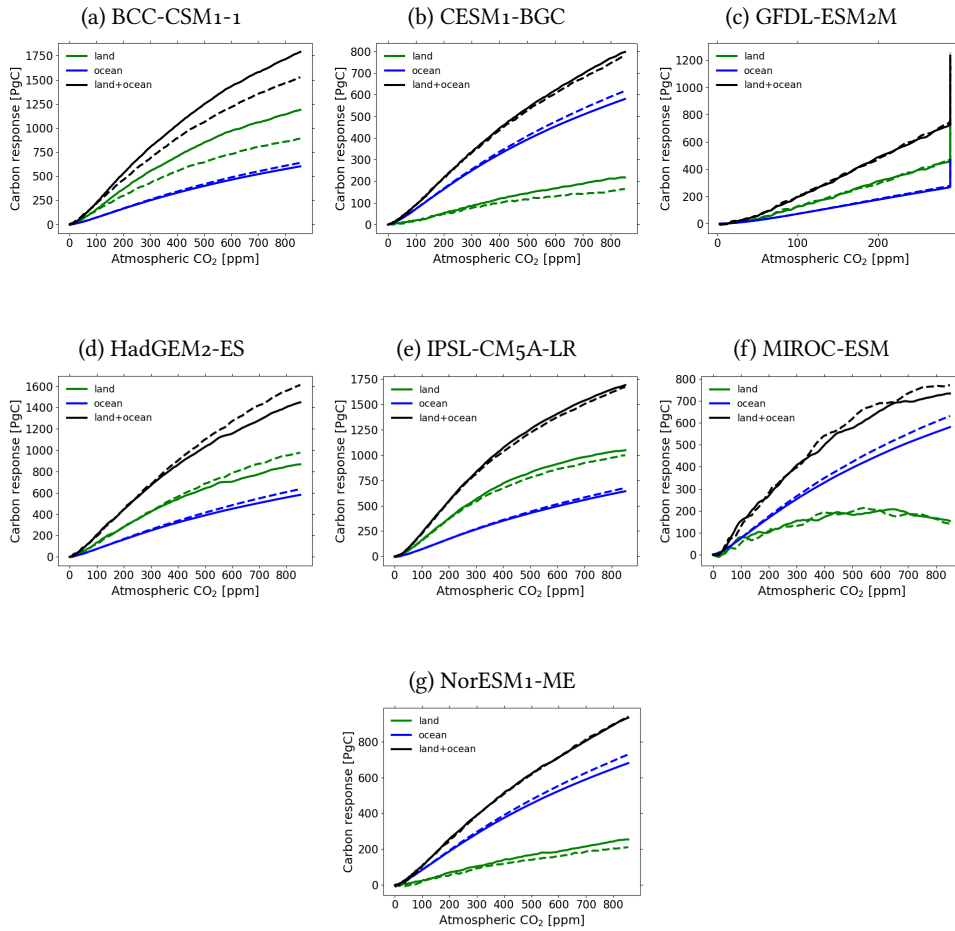 (a) BCC-CSM1-1
(b) CESM1-BGC
(c) GFDL-ESM2M
Carbon response [PgC]
1750
1500
1250
1000
750
500
250
0
land
ocean
land+ocean
0 100 200 300 400 500 600 700 800
Atmospheric CO₂ [ppm]
Carbon response [PgC]
800
700
600
500
400
300
200
100
0
land
ocean
land+ocean
0 100 200 300 400 500 600 700 800
Atmospheric CO₂ [ppm]
Carbon response [PgC]
1200
1000
800
600
400
200
0
land
ocean
land+ocean
0 100 200
Atmospheric CO₂ [ppm]
(d) HadGEM2-ES
(e) IPSL-CM5A-LR
(f) MIROC-ESM
Carbon response [PgC]
1600
1400
1200
1000
800
600
400
200
0
land
ocean
land+ocean
0 100 200 300 400 500 600 700 800
Atmospheric CO₂ [ppm]
Carbon response [PgC]
1750
1500
1250
1000
750
500
250
0
land
ocean
land+ocean
0 100 200 300 400 500 600 700 800
Atmospheric CO₂ [ppm]
Carbon response [PgC]
800
700
600
500
400
300
200
100
0
land
ocean
land+ocean
0 100 200 300 400 500 600 700 800
Atmospheric CO₂ [ppm]
(g) NorESM1-ME
Carbon response [PgC]
800
600
400
200
0
land
ocean
land+ocean
0 100 200 300 400 500 600 700 800
Atmospheric CO₂ [ppm]